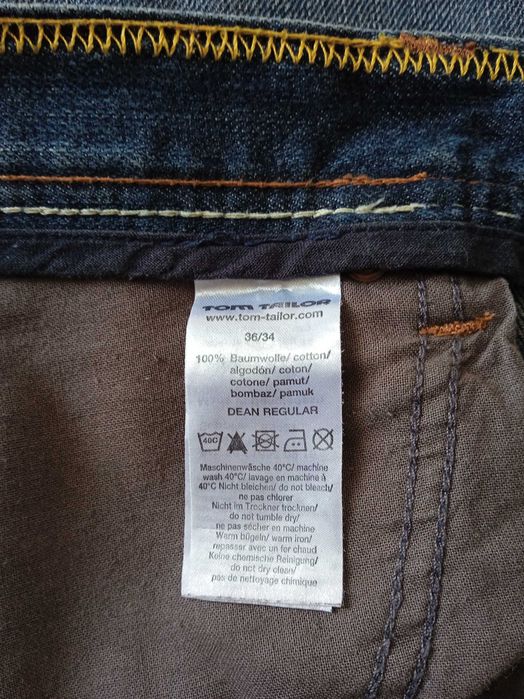 TOM TAILOR
www.tom-tailor.com
36/34
100% Baumwolle/ cotton/
algodón/ coton/
cotone/ pamut/
bombaz/ pamuk
DEAN REGULAR
40C
Maschinenwäsche 40°C/ machine
wash 40°C/ lavage en machine à
40°C Nicht bleichen/ do not bleach/
ne pas chlorer
Nicht im Trockner trocknen/
do not tumble dry/
ne pas sécher en machine
Warm bügeln/ warm iron/
repasser avec un fer chaud
Keine chemische Reinigung/
do not dry clean/
pas de nettoyage chimique